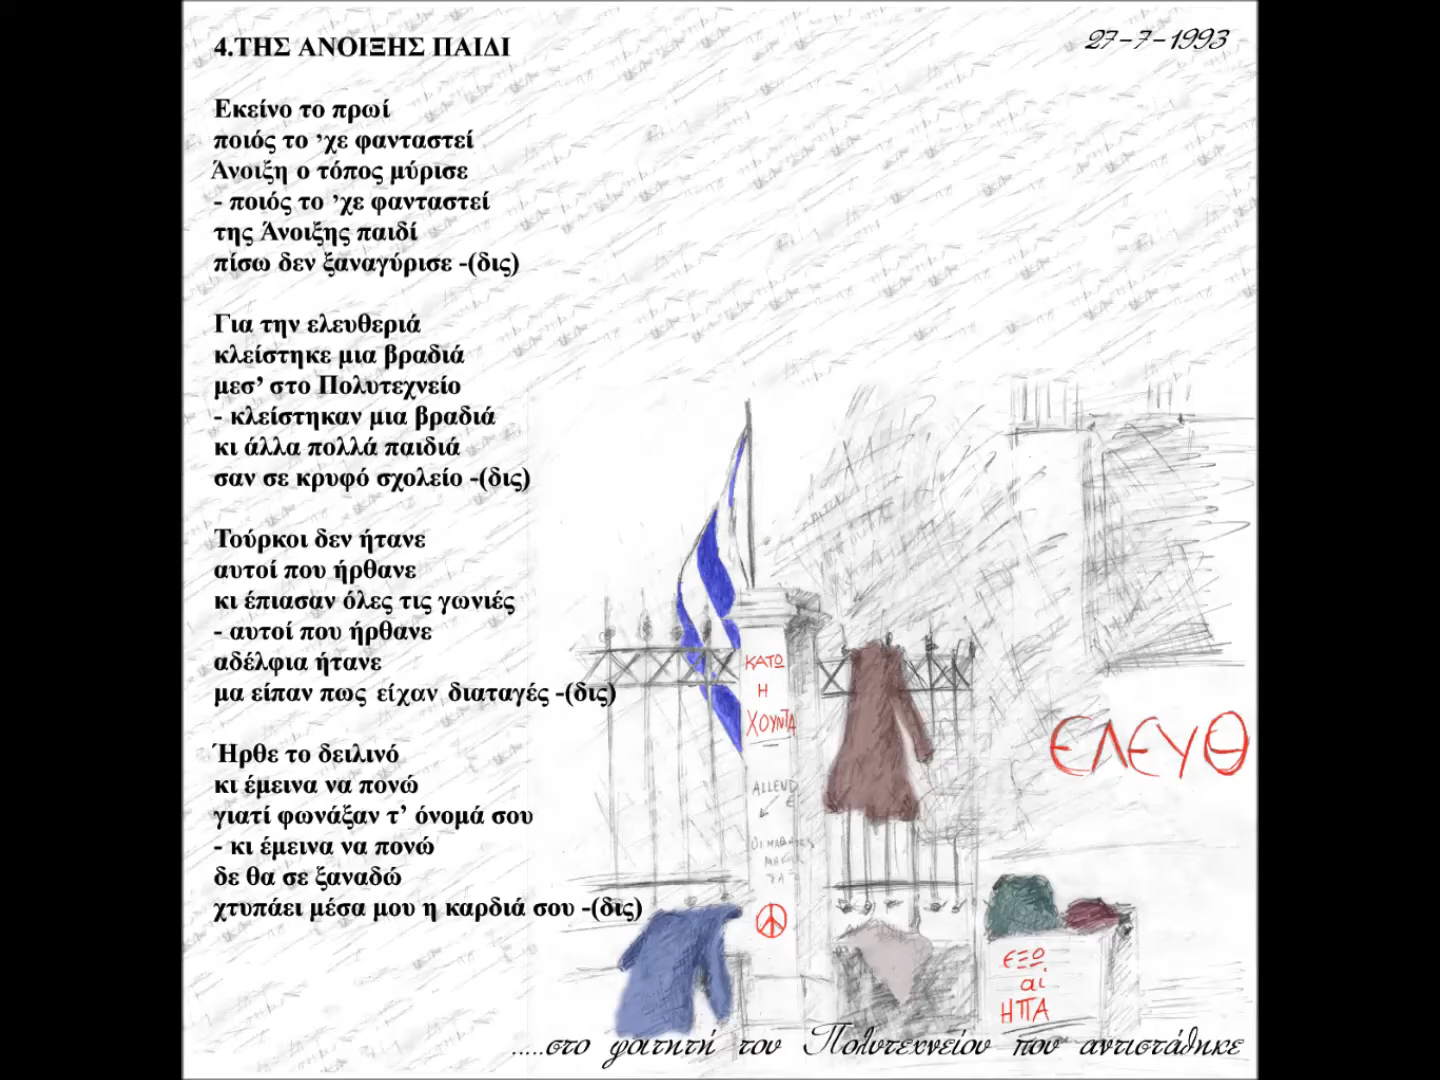 4.ΤΗΣ ΑΝΟΙΞΗΣ ΠΑΙΔΙ
27-7-1993
Εκείνο το πρωί
ποιός το ’χε φανταστεί
Άνοιξη ο τόπος μύρισε
- ποιός το ’χε φανταστεί
της Άνοιξης παιδί
πίσω δεν ξαναγύρισε -(δις)
Για την ελευθεριά
κλείστηκε μια βραδιά
μεσ’ στο Πολυτεχνείο
- κλείστηκαν μια βραδιά
κι άλλα πολλά παιδιά
σαν σε κρυφό σχολείο -(δις)
Τούρκοι δεν ήτανε
αυτοί που ήρθανε
κι έπιασαν όλες τις γωνιές
- αυτοί που ήρθανε
αδέλφια ήτανε
μα είπαν πως είχαν διαταγές -(δις)
Ήρθε το δειλινό
κι έμεινα να πονώ
γιατί φωνάξαν τ’ όνομά σου
- κι έμεινα να πονώ
δε θα σε ξαναδώ
χτυπάει μέσα μου η καρδιά σου -(δις)
ΚΑΤΩ
Η
ΧΟΥΝΤΑ
ALLEND
E
ΕΛΕΥΘ
ΕΞΩ
αί
ΗΠΑ
.....στο φοιτητή του Πολυτεχνείου που αντιστάθηκε